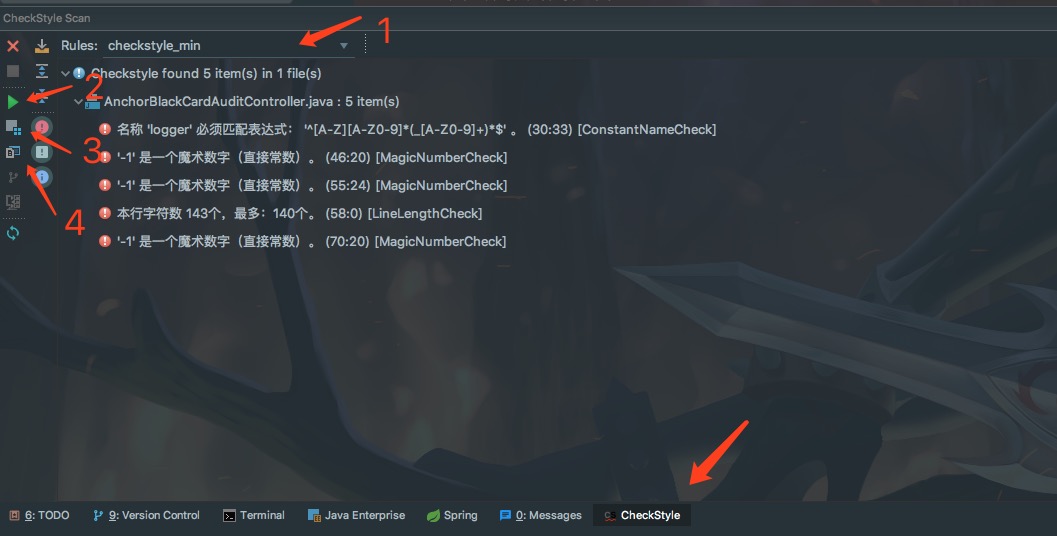 CheckStyle Scan
Rules: checkstyle_min
1
Checkstyle found 5 item(s) in 1 file(s)
2
AnchorBlackCardAuditController.java : 5 item(s)
名称 'logger' 必须匹配表达式： '^[A-Z][A-Z0-9]*(_[A-Z0-9]+)*$' 。 (30:33) [ConstantNameCheck]
3
'-1' 是一个魔术数字（直接常数）。 (46:20) [MagicNumberCheck]
'-1' 是一个魔术数字（直接常数）。 (55:24) [MagicNumberCheck]
4
本行字符数 143个，最多：140个。 (58:0) [LineLengthCheck]
'-1' 是一个魔术数字（直接常数）。 (70:20) [MagicNumberCheck]
6: TODO 9: Version Control Terminal Java Enterprise Spring 0: Messages CheckStyle